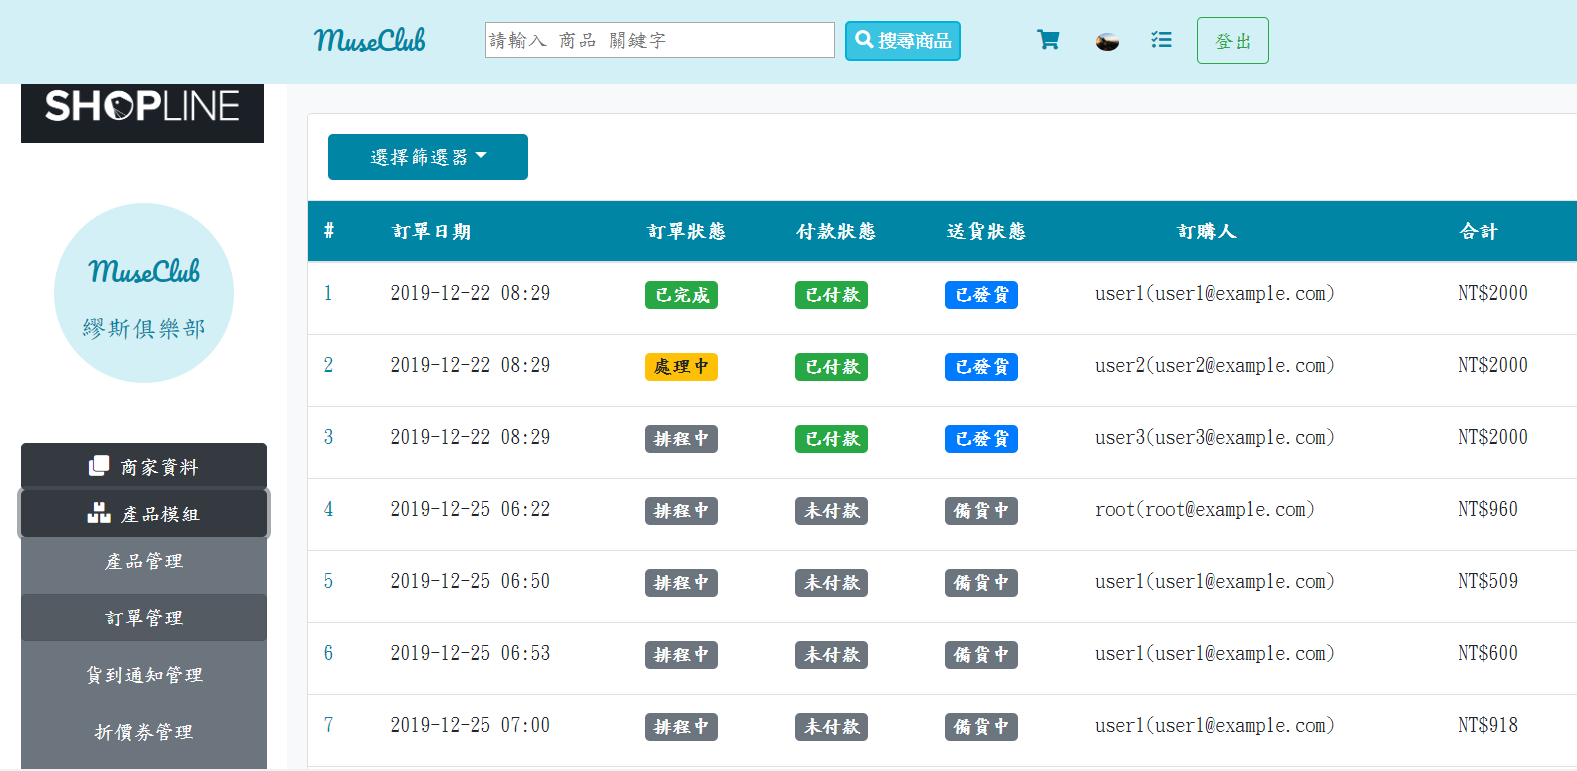 MuseClub 請輸入 商品 關鍵字 搜尋商品 登出
SHOPLINE
MuseClub
繆斯俱樂部
商家資料
產品模組
產品管理
訂單管理
貨到通知管理
折價券管理
選擇篩選器
# 訂單日期 訂單狀態 付款狀態 送貨狀態 訂購人 合計
1 2019-12-22 08:29 已完成 已付款 已發貨 user1(user1@example.com) NT$2000
2 2019-12-22 08:29 處理中 已付款 已發貨 user2(user2@example.com) NT$2000
3 2019-12-22 08:29 排程中 已付款 已發貨 user3(user3@example.com) NT$2000
4 2019-12-25 06:22 排程中 未付款 備貨中 root(root@example.com) NT$960
5 2019-12-25 06:50 排程中 未付款 備貨中 user1(user1@example.com) NT$509
6 2019-12-25 06:53 排程中 未付款 備貨中 user1(user1@example.com) NT$600
7 2019-12-25 07:00 排程中 未付款 備貨中 user1(user1@example.com) NT$918